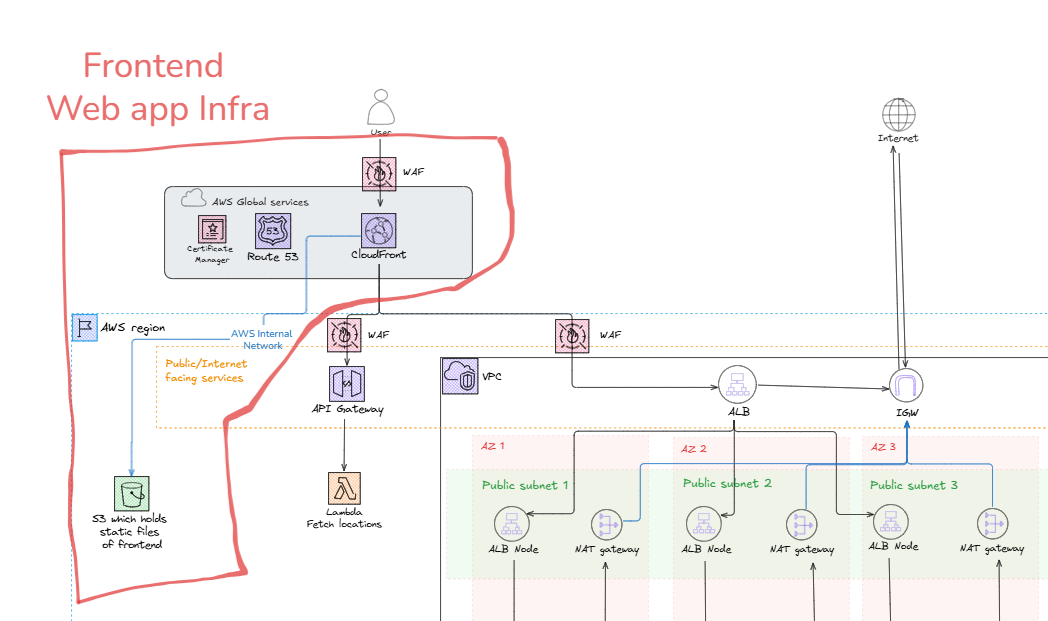 Frontend
Web app Infra
User
Internet
WAF
AWS Global services
53
Certificate
Manager
Route 53
CloudFront
AWS region
AWS Internal
Network
WAF
WAF
Public/Internet
facing services
VPC
API Gateway
ALB
IGW
AZ 1
AZ 2
AZ 3
Public subnet 1
Public subnet 2
Public subnet 3
Lambda
Fetch locations
S3 which holds
static files
of frontend
ALB Node
NAT gateway
ALB Node
NAT gateway
ALB Node
NAT gateway